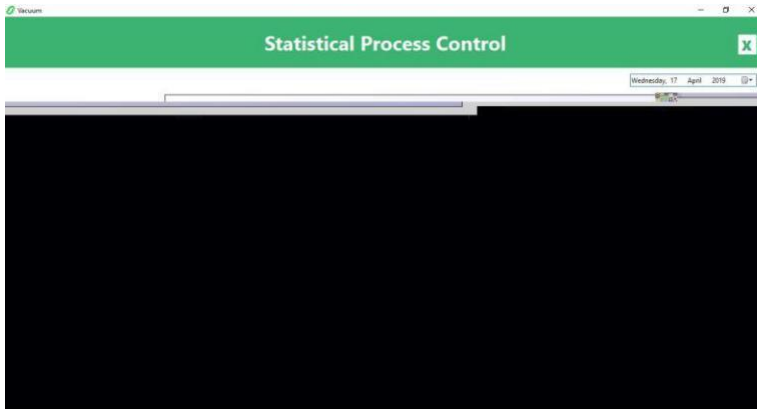 Vacuum
Statistical Process Control
X
Wednesday, 17 April 2019